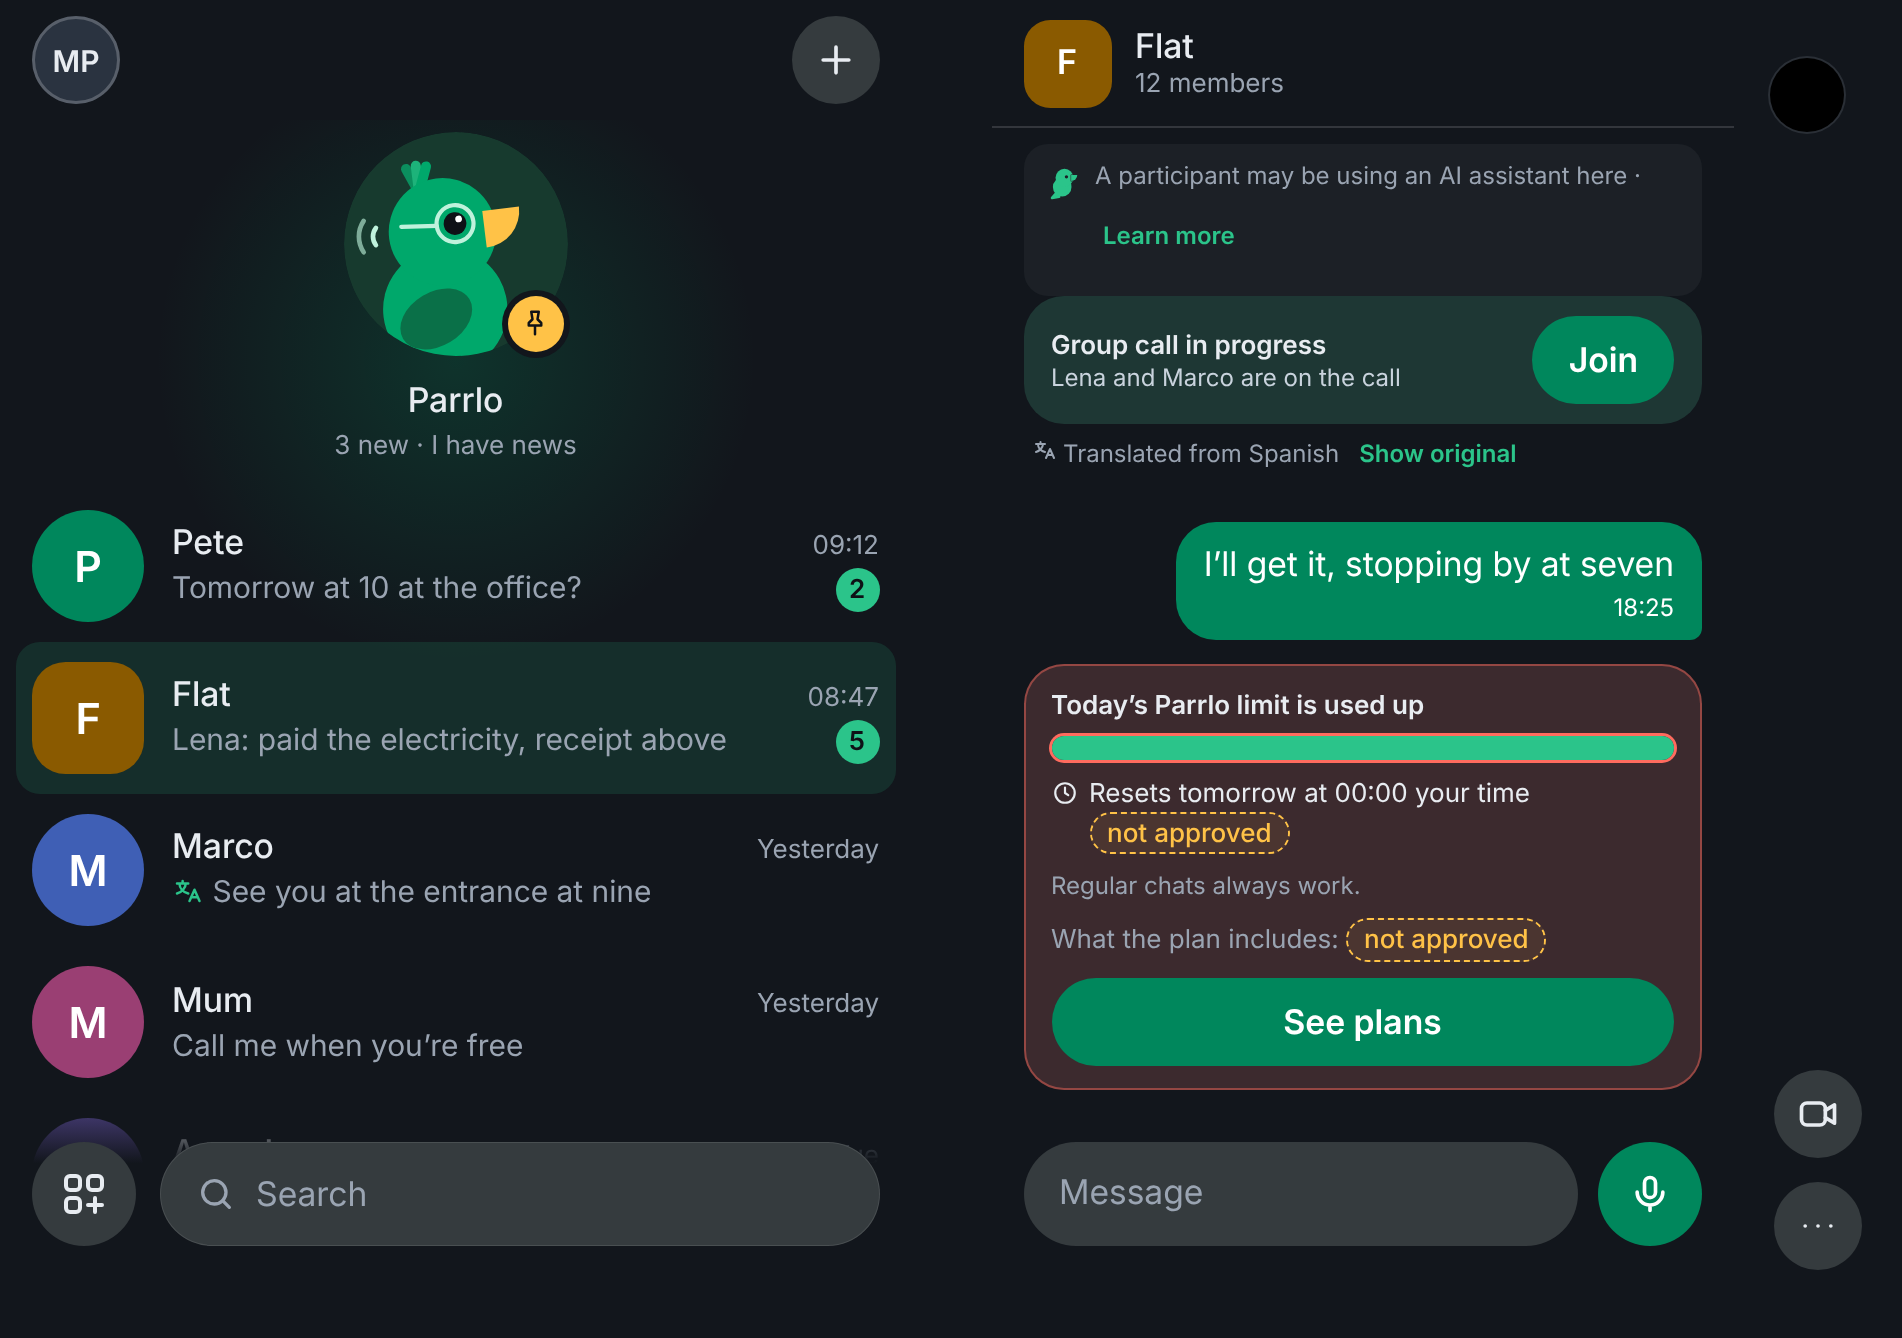 MP
Parrlo
3 new · I have news
P
Pete
09:12
Tomorrow at 10 at the office?
2
F
Flat
08:47
Lena: paid the electricity, receipt above
5
M
Marco
Yesterday
See you at the entrance at nine
M
Mum
Yesterday
Call me when you’re free
Search
F
Flat
12 members
A participant may be using an AI assistant here ·
Learn more
Group call in progress
Lena and Marco are on the call
Join
Translated from Spanish Show original
I’ll get it, stopping by at seven
18:25
Today’s Parrlo limit is used up
Resets tomorrow at 00:00 your time
not approved
Regular chats always work.
What the plan includes: not approved
See plans
Message